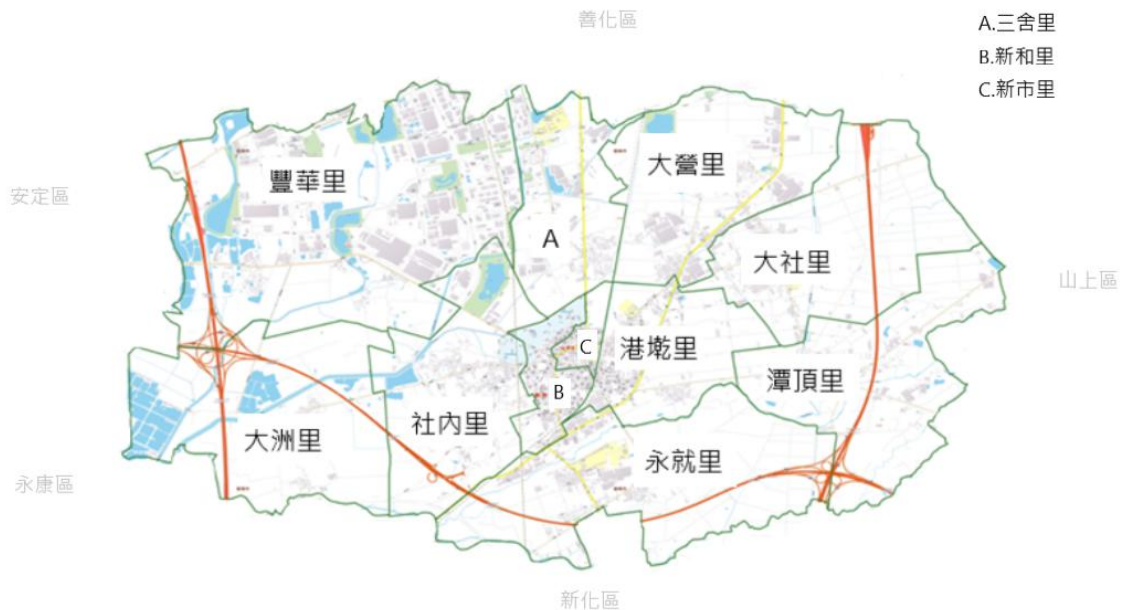 善化區
A.三舍里
B.新和里
C.新市里
豐華里
大營里
安定區
A
大社里
山上區
C
港墘里
潭頂里
B
社內里
大洲里
永就里
永康區
新化區